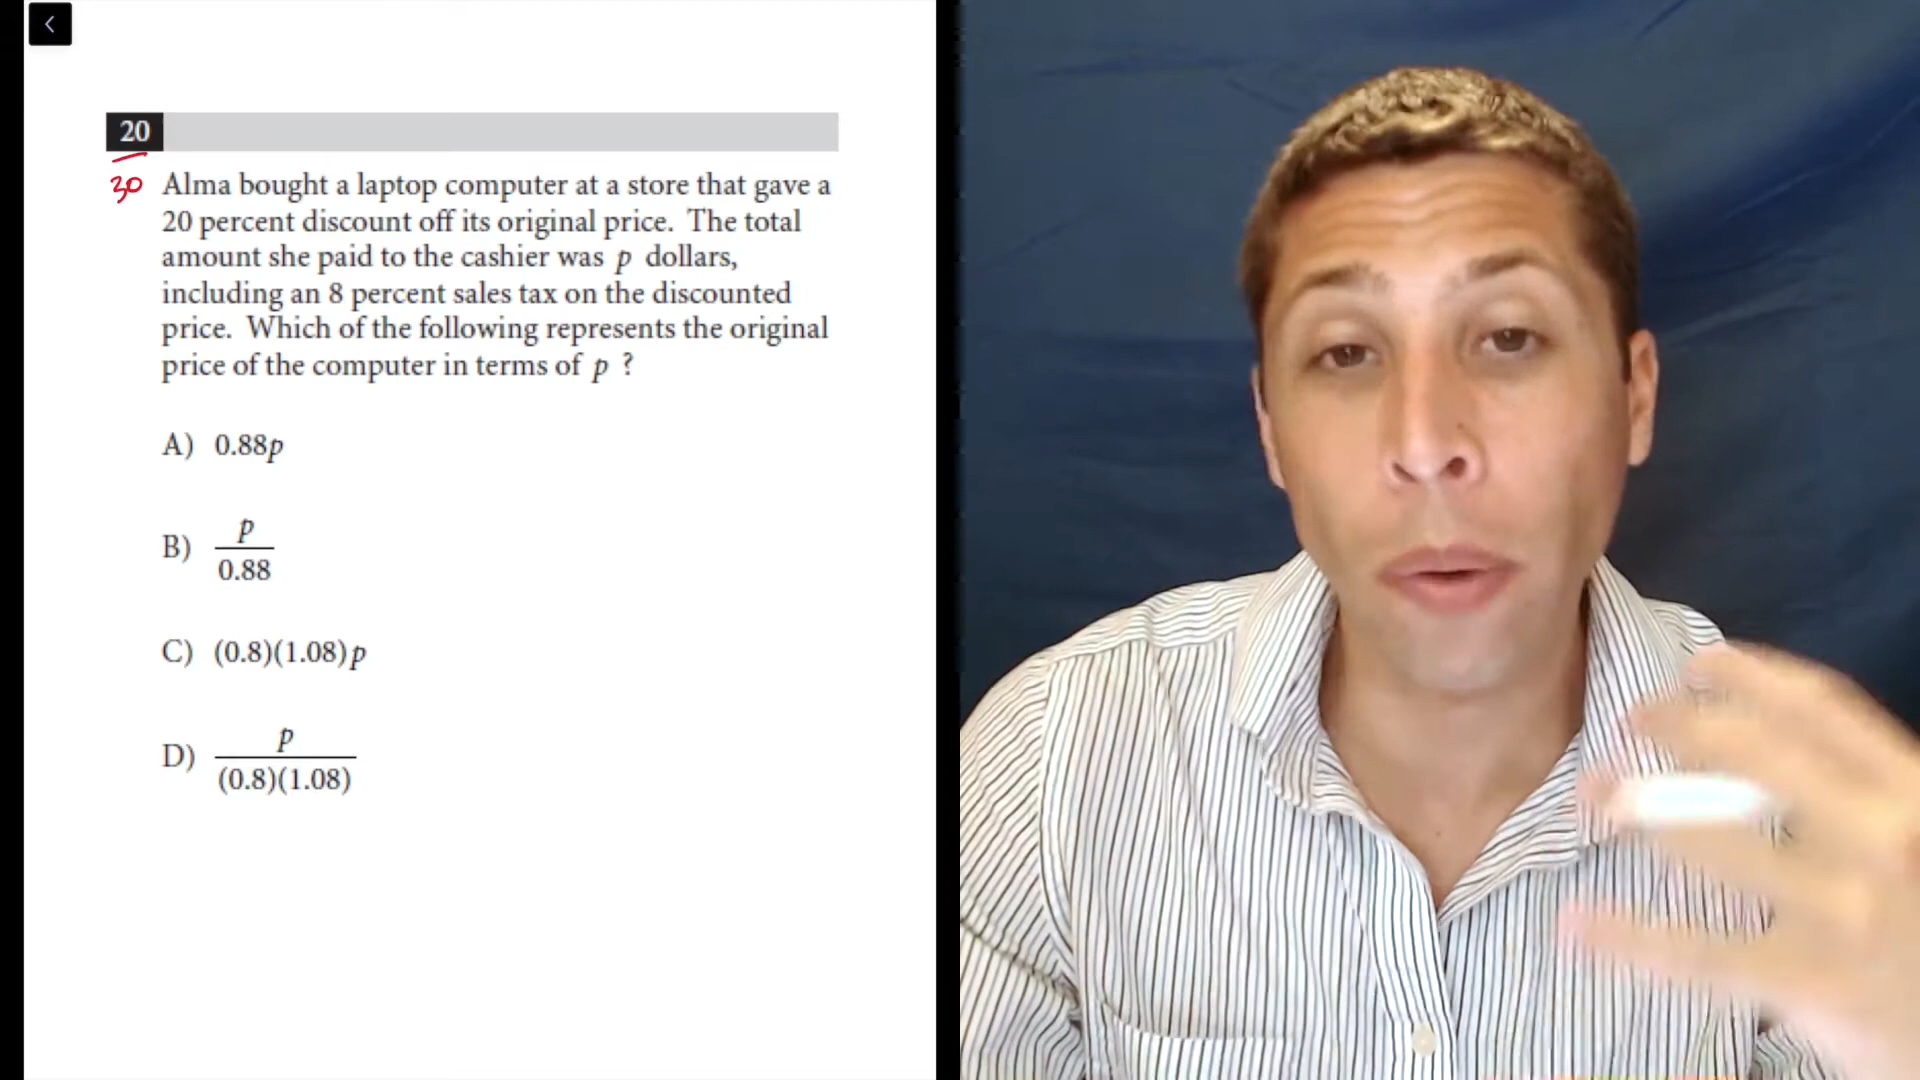 20
30 Alma bought a laptop computer at a store that gave a
20 percent discount off its original price. The total
amount she paid to the cashier was p dollars,
including an 8 percent sales tax on the discounted
price. Which of the following represents the original
price of the computer in terms of p ?
A) 0.88p
B) p
0.88
C) (0.8)(1.08)p
D) p
(0.8)(1.08)